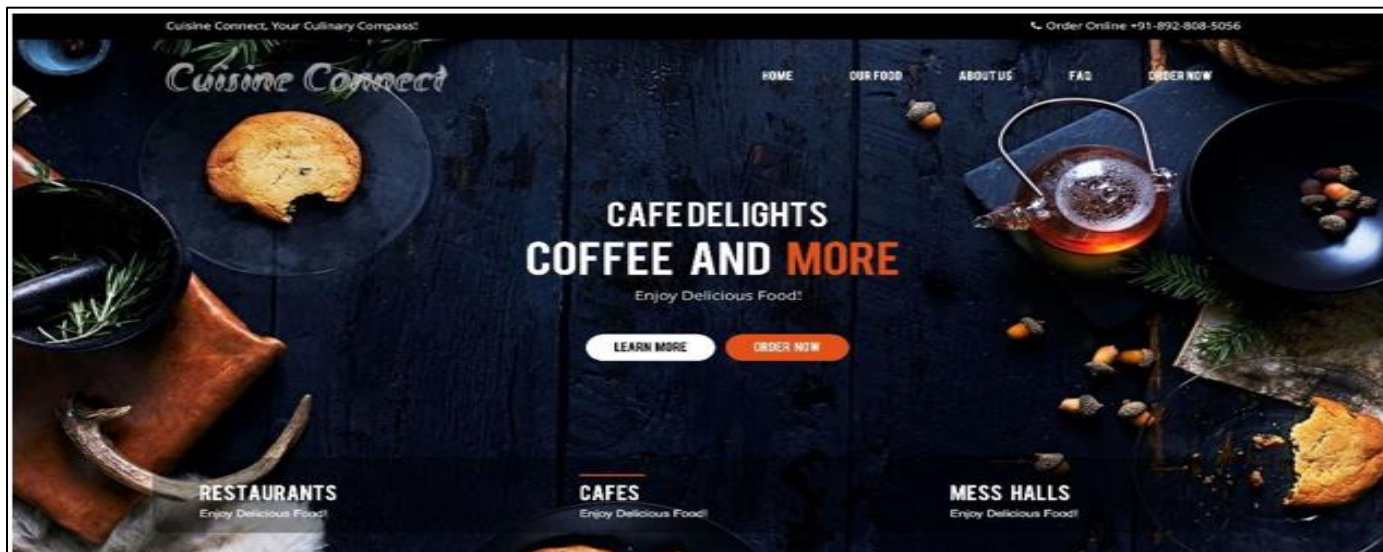 Cuisine Connect, Your Culinary Compass!
Order Online +91-892-808-5056
Cuisine Connect
HOME OUR FOOD ABOUT US FAQ ORDER NOW
CAFE DELIGHTS
COFFEE AND MORE
Enjoy Delicious Food!
LEARN MORE ORDER NOW
RESTAURANTS CAFES MESS HALLS
Enjoy Delicious Food! Enjoy Delicious Food! Enjoy Delicious Food!